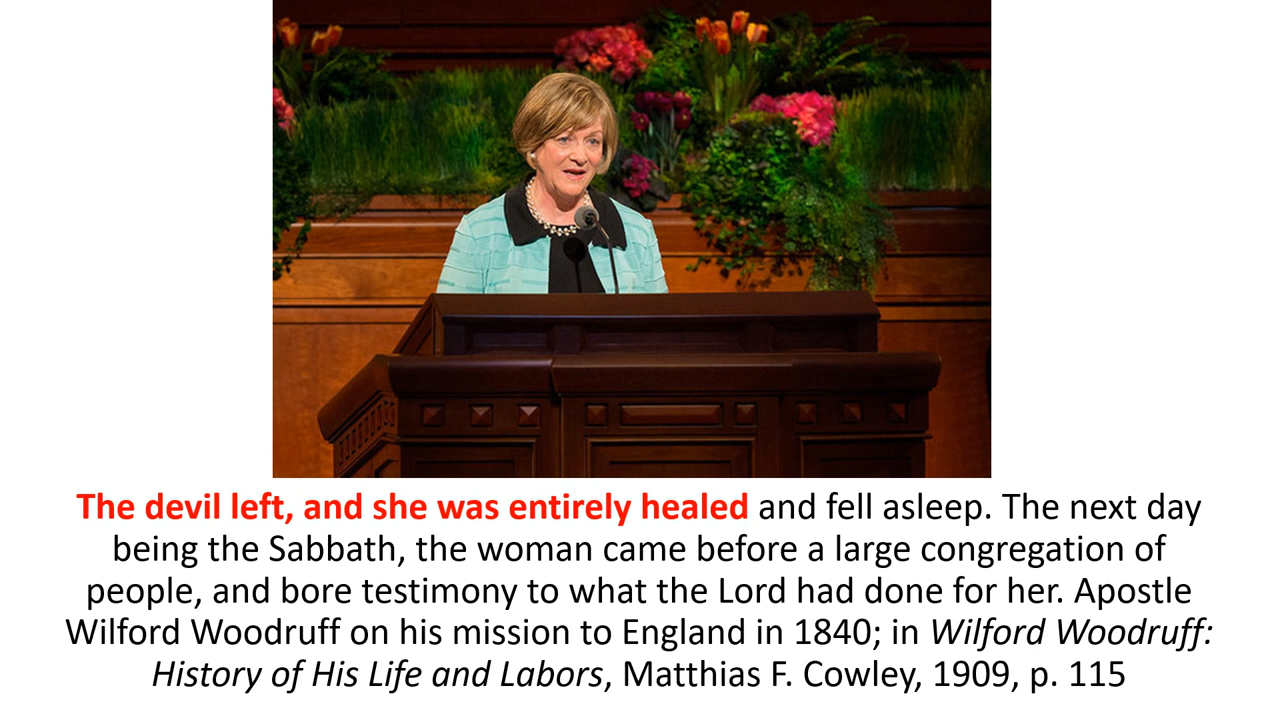 The devil left, and she was entirely healed and fell asleep. The next day
being the Sabbath, the woman came before a large congregation of
people, and bore testimony to what the Lord had done for her. Apostle
Wilford Woodruff on his mission to England in 1840; in Wilford Woodruff:
History of His Life and Labors, Matthias F. Cowley, 1909, p. 115